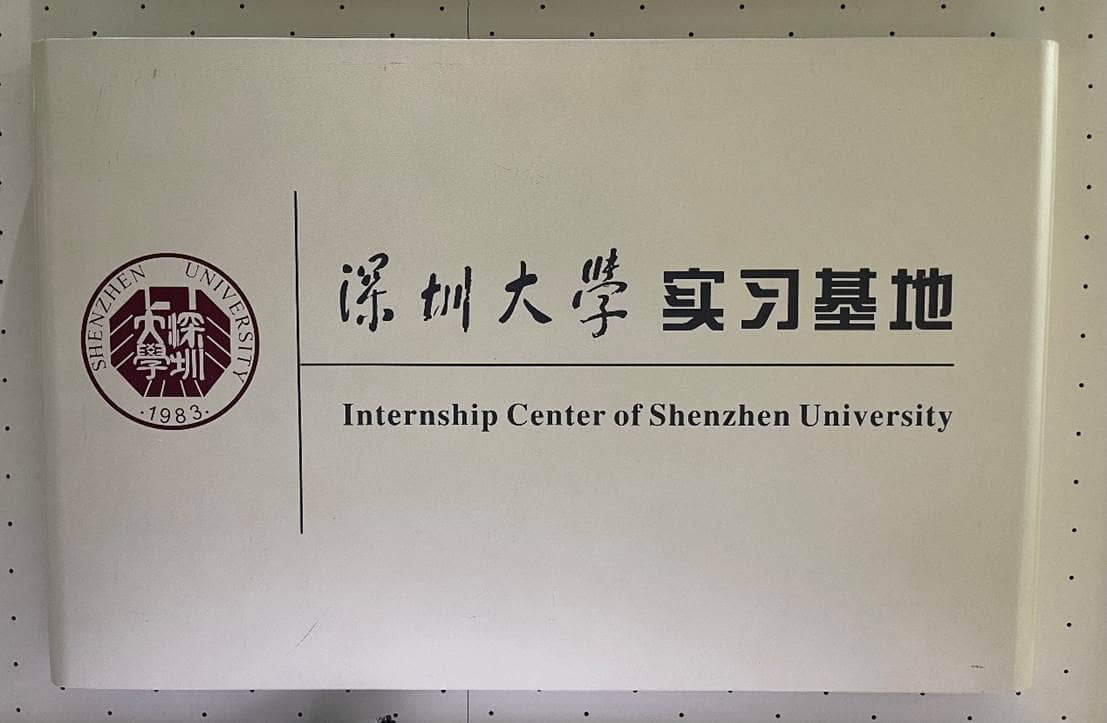 SHENZHEN UNIVERSITY
深圳
大學
·1983·
深圳大學 实习基地
Internship Center of Shenzhen University